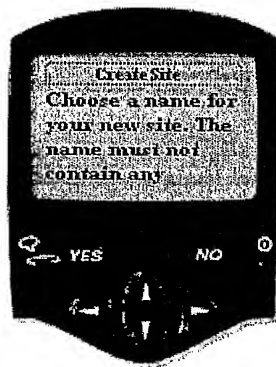 Create Site
Choose a name for
your new site. The
name must not
contain any
YES NO